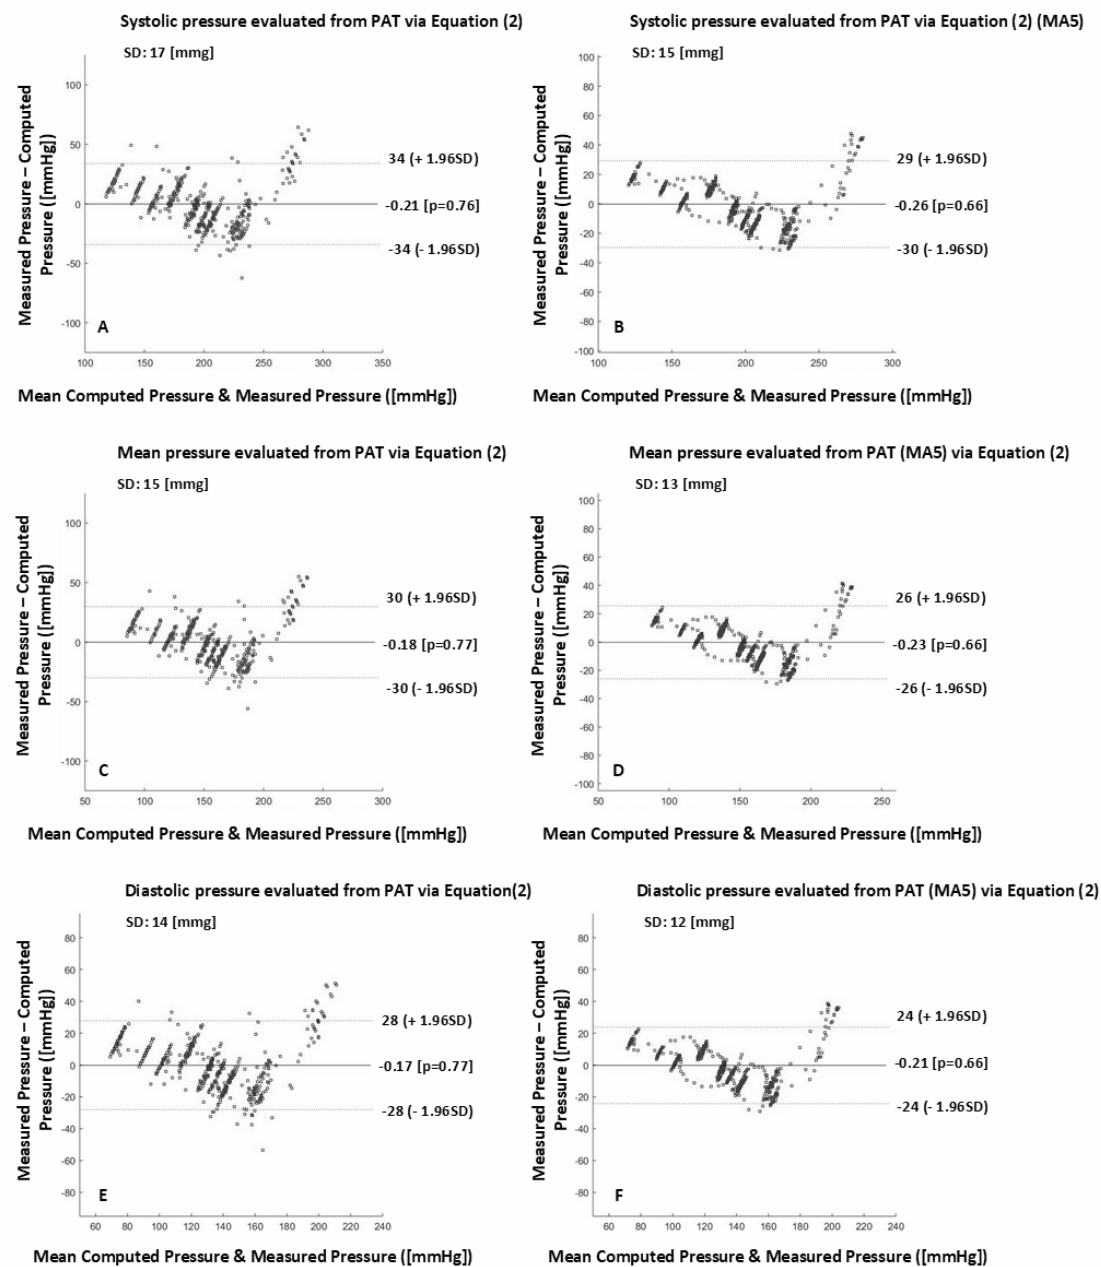 Systolic pressure evaluated from PAT via Equation (2)
SD: 17 [mmg]
Measured Pressure – Computed
Pressure ([mmHg])
100
50
0
-50
-100
34 (+ 1.96SD)
-0.21 [p=0.76]
-34 (- 1.96SD)
A
100 150 200 250 300 350
Mean Computed Pressure & Measured Pressure ([mmHg])
Systolic pressure evaluated from PAT via Equation (2) (MA5)
SD: 15 [mmg]
Measured Pressure – Computed
Pressure ([mmHg])
100
80
60
40
20
0
-20
-40
-60
-80
-100
29 (+ 1.96SD)
-0.26 [p=0.66]
-30 (- 1.96SD)
B
100 150 200 250 300
Mean Computed Pressure & Measured Pressure ([mmHg])
Mean pressure evaluated from PAT via Equation (2)
SD: 15 [mmg]
Measured Pressure – Computed
Pressure ([mmHg])
100
50
0
-50
-100
30 (+ 1.96SD)
-0.18 [p=0.77]
-30 (- 1.96SD)
C
50 100 150 200 250 300
Mean Computed Pressure & Measured Pressure ([mmHg])
Mean pressure evaluated from PAT (MA5) via Equation (2)
SD: 13 [mmg]
Measured Pressure – Computed
Pressure ([mmHg])
100
80
60
40
20
0
-20
-40
-60
-80
-100
26 (+ 1.96SD)
-0.23 [p=0.66]
-26 (- 1.96SD)
D
50 100 150 200 250
Mean Computed Pressure & Measured Pressure ([mmHg])
Diastolic pressure evaluated from PAT via Equation(2)
SD: 14 [mmg]
Measured Pressure – Computed
Pressure ([mmHg])
80
60
40
20
0
-20
-40
-60
-80
28 (+ 1.96SD)
-0.17 [p=0.77]
-28 (- 1.96SD)
E
60 80 100 120 140 160 180 200 220 240
Mean Computed Pressure & Measured Pressure ([mmHg])
Diastolic pressure evaluated from PAT (MA5) via Equation (2)
SD: 12 [mmg]
Measured Pressure – Computed
Pressure ([mmHg])
80
60
40
20
0
-20
-40
-60
-80
24 (+ 1.96SD)
-0.21 [p=0.66]
-24 (- 1.96SD)
F
60 80 100 120 140 160 180 200 220 240
Mean Computed Pressure & Measured Pressure ([mmHg])